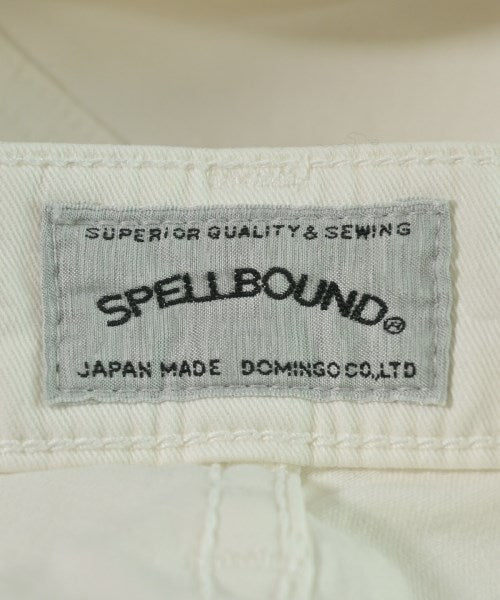 SUPERIOR QUALITY & SEWING
SPELLBOUND®
JAPAN MADE DOMINGO CO.,LTD